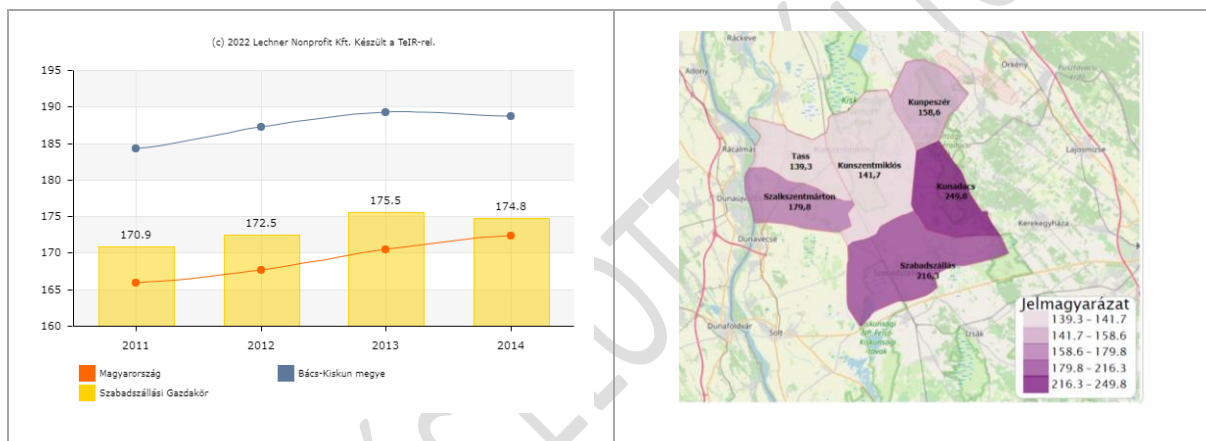 (c) 2022 Lechner Nonprofit Kft. Készült a TeIR-rel.
195
190
185
180
175
170
165
160
170.9
172.5
175.5
174.8
2011
2012
2013
2014
Magyarország
Bács-Kiskun megye
Szabadszállási Gazdakör
Ráckeve
Adony
Örkény
Kunpeszér
158,6
Rácalmás
Lajosmizse
Tass
139,3
Kunszentmiklós
141,7
Szalkszentmárton
179,8
Kunadacs
249,8
Kerekegyháza
Dunavecse
Szabadszállás
216,3
Dunaföldvár
Solt
Izsák
Jelmagyarázat
139.3 – 141.7
141.7 – 158.6
158.6 – 179.8
179.8 – 216.3
216.3 – 249.8